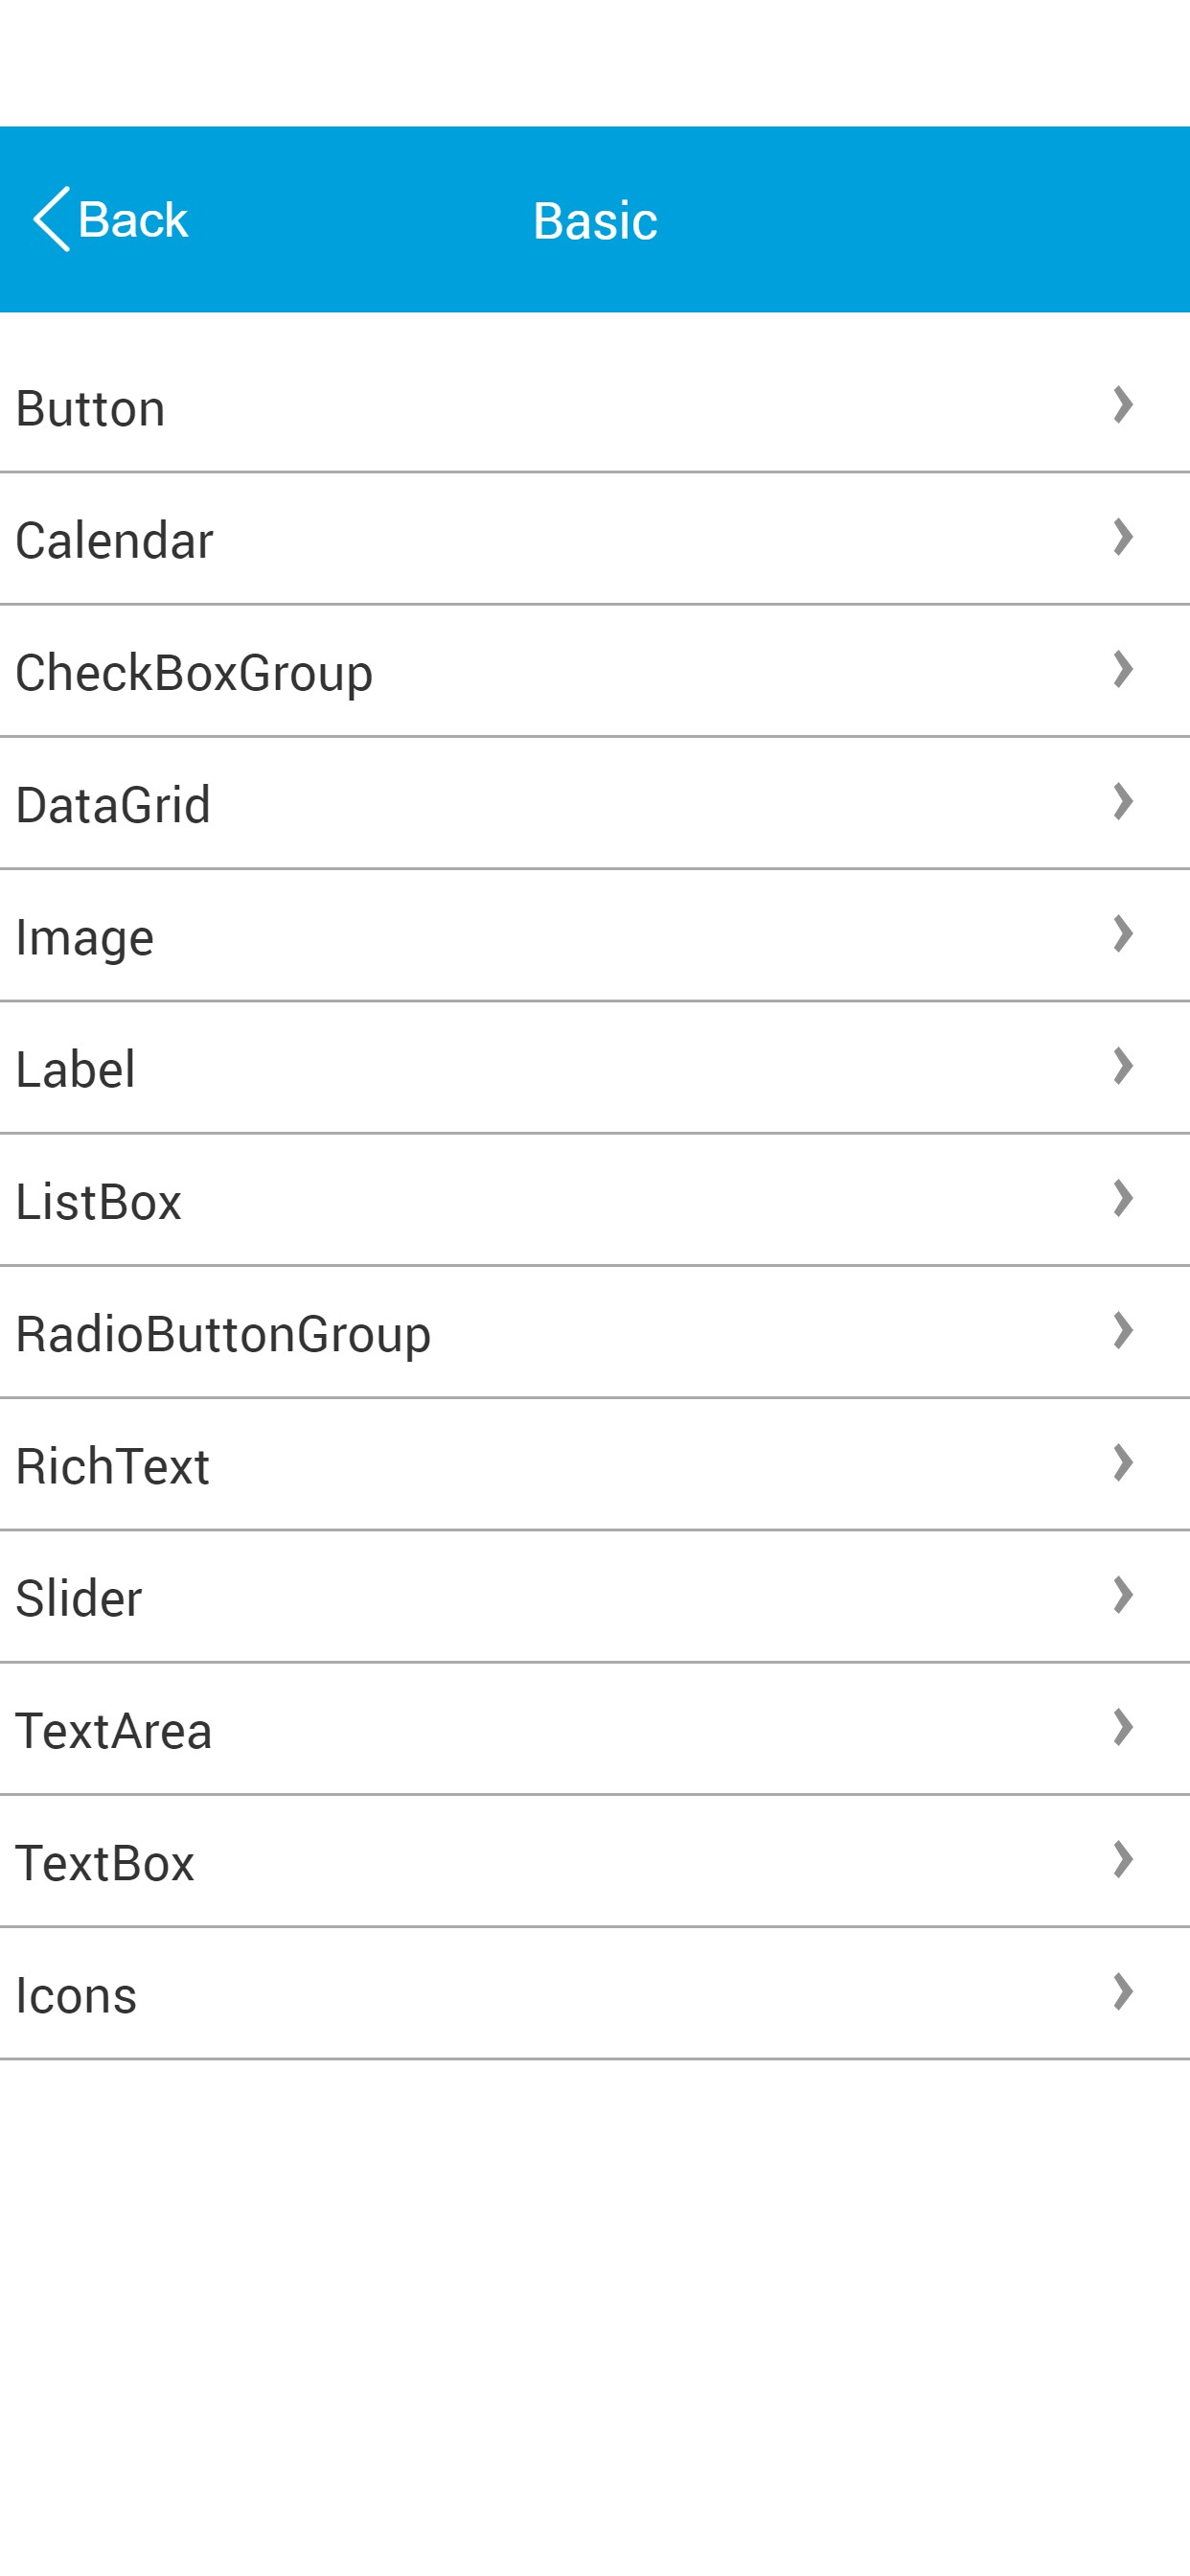 Back
Basic
Button
Calendar
CheckBoxGroup
DataGrid
Image
Label
ListBox
RadioButtonGroup
RichText
Slider
TextArea
TextBox
Icons